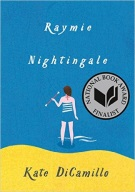 Raymie
Nightingale
NATIONAL BOOK AWARD
FINALIST
Kate DiCamillo